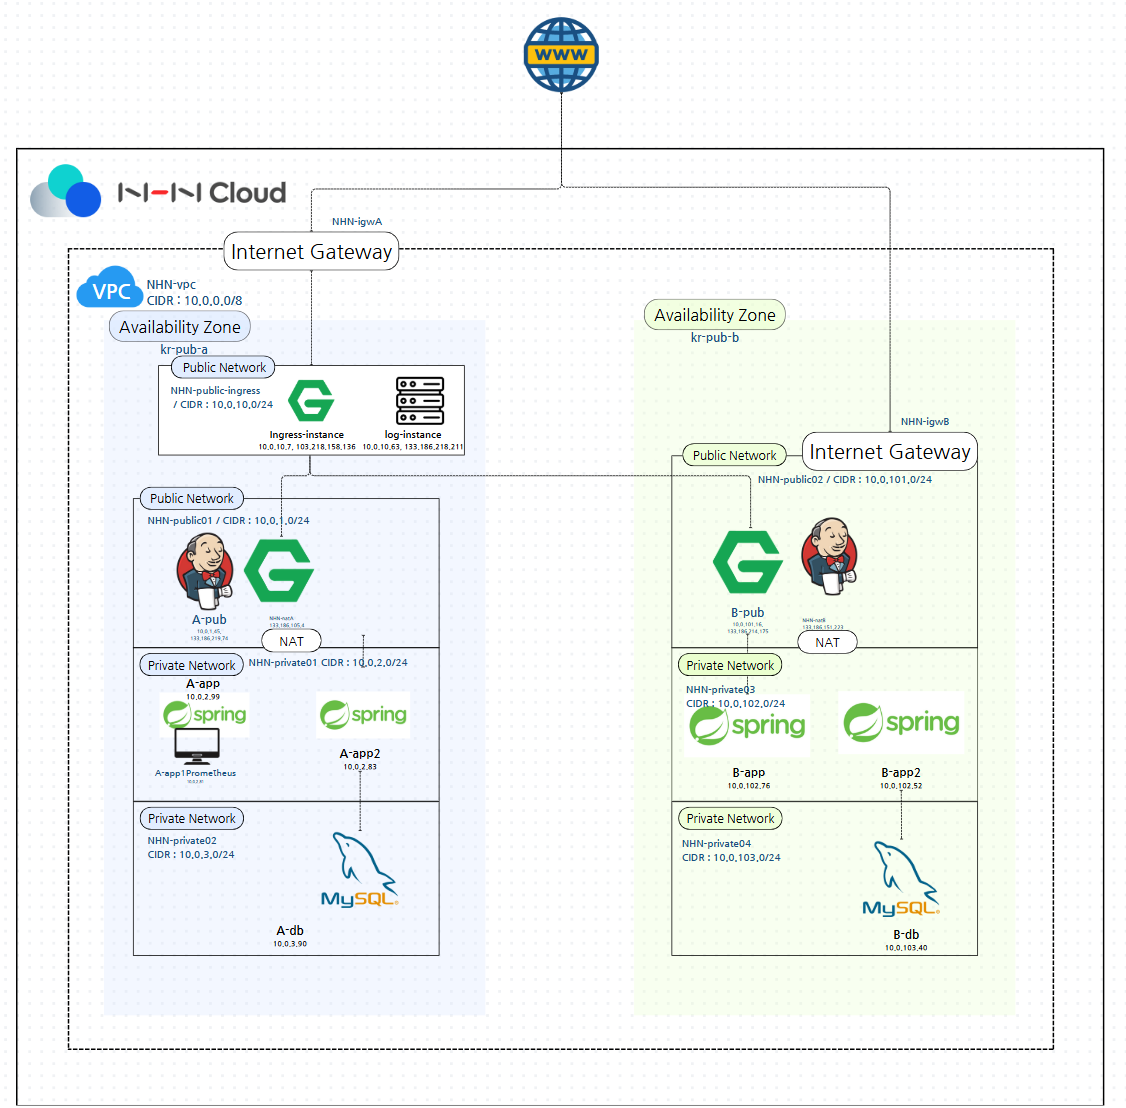 WWW
NHN Cloud
NHN-igwA
Internet Gateway
VPC
NHN-vpc
CIDR : 10.0.0.0/8
Availability Zone
kr-pub-a
Public Network
NHN-public-ingress
/ CIDR : 10.0.10.0/24
Ingress-instance
10.0.10.7, 103.218.158.136
log-instance
10.0.10.63, 133.186.218.211
Public Network
NHN-public01 / CIDR : 10.0.1.0/24
A-pub
10.0.1.45,
133.186.219.74
NHN-natA
133.186.105.4
NAT
Private Network
NHN-private01 CIDR : 10.0.2.0/24
A-app
10.0.2.99
spring
A-app1Prometheus
spring
A-app2
10.0.2.83
Private Network
NHN-private02
CIDR : 10.0.3.0/24
MySQL
A-db
10.0.3.90
Availability Zone
kr-pub-b
NHN-igwB
Internet Gateway
Public Network
NHN-public02 / CIDR : 10.0.101.0/24
B-pub
10.0.101.16,
133.186.214.175
NHN-natB
133.186.151.223
NAT
Private Network
NHN-private03
CIDR : 10.0.102.0/24
spring
B-app
10.0.102.76
spring
B-app2
10.0.102.52
Private Network
NHN-private04
CIDR : 10.0.103.0/24
MySQL
B-db
10.0.103.40